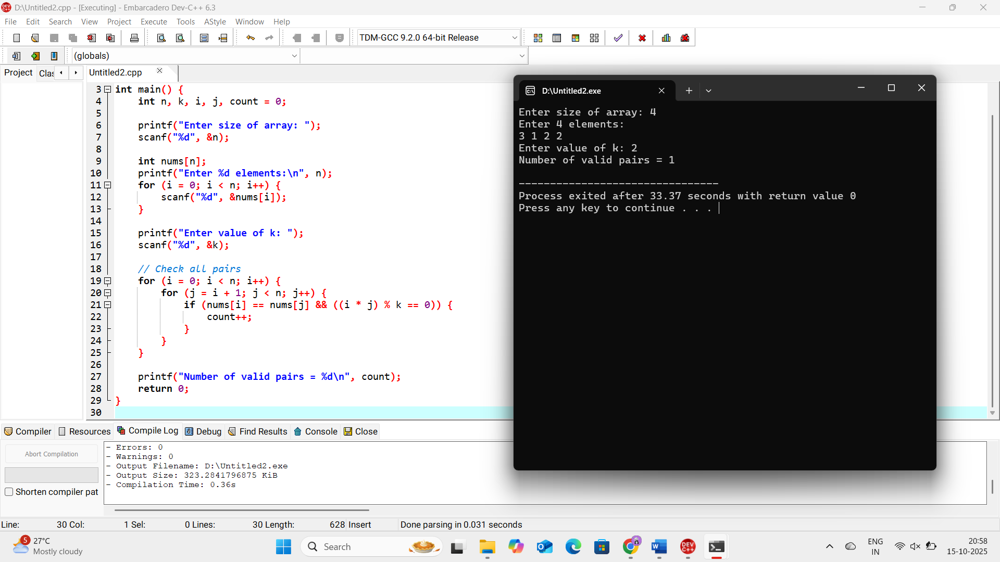 D:\Untitled2.cpp - [Executing] - Embarcadero Dev-C++ 6.3
File Edit Search View Project Execute Tools AStyle Window Help
TDM-GCC 9.2.0 64-bit Release
(globals)
Project Clas
Untitled2.cpp
3 int main() {
4 int n, k, i, j, count = 0;
5
6 printf("Enter size of array: ");
7 scanf("%d", &n);
8
9 int nums[n];
10 printf("Enter %d elements:\n", n);
11 for (i = 0; i < n; i++) {
12 scanf("%d", &nums[i]);
13 }
14
15 printf("Enter value of k: ");
16 scanf("%d", &k);
17
18 // Check all pairs
19 for (i = 0; i < n; i++) {
20 for (j = i + 1; j < n; j++) {
21 if (nums[i] == nums[j] && ((i * j) % k == 0)) {
22 count++;
23 }
24 }
25 }
26
27 printf("Number of valid pairs = %d\n", count);
28 return 0;
29 }
30
D:\Untitled2.exe
Enter size of array: 4
Enter 4 elements:
3 1 2 2
Enter value of k: 2
Number of valid pairs = 1
--------------------------------
Process exited after 33.37 seconds with return value 0
Press any key to continue . . .
Compiler Resources Compile Log Debug Find Results Console Close
Abort Compilation
Shorten compiler pat
- Errors: 0
- Warnings: 0
- Output Filename: D:\Untitled2.exe
- Output Size: 323.2841796875 KiB
- Compilation Time: 0.36s
Line: 30 Col: 1 Sel: 0 Lines: 30 Length: 628 Insert Done parsing in 0.031 seconds
5
27°C
Mostly cloudy
Search
DEV C++
ENG
IN
20:58
15-10-2025